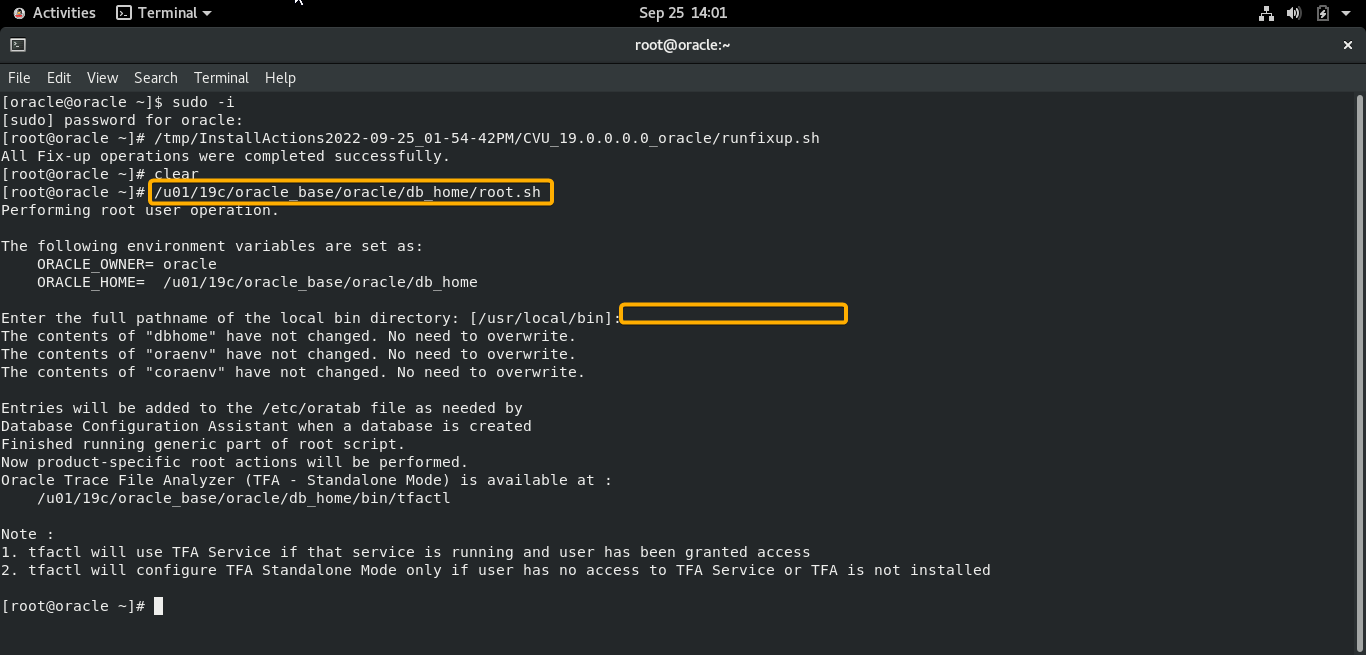 Activities Terminal Sep 25 14:01
root@oracle:~
File Edit View Search Terminal Help
[oracle@oracle ~]$ sudo -i
[sudo] password for oracle:
[root@oracle ~]# /tmp/InstallActions2022-09-25_01-54-42PM/CVU_19.0.0.0.0_oracle/runfixup.sh
All Fix-up operations were completed successfully.
[root@oracle ~]# clear
[root@oracle ~]# /u01/19c/oracle_base/oracle/db_home/root.sh
Performing root user operation.

The following environment variables are set as:
    ORACLE_OWNER= oracle
    ORACLE_HOME=  /u01/19c/oracle_base/oracle/db_home

Enter the full pathname of the local bin directory: [/usr/local/bin]:
The contents of "dbhome" have not changed. No need to overwrite.
The contents of "oraenv" have not changed. No need to overwrite.
The contents of "coraenv" have not changed. No need to overwrite.

Entries will be added to the /etc/oratab file as needed by
Database Configuration Assistant when a database is created
Finished running generic part of root script.
Now product-specific root actions will be performed.
Oracle Trace File Analyzer (TFA - Standalone Mode) is available at :
    /u01/19c/oracle_base/oracle/db_home/bin/tfactl

Note :
1. tfactl will use TFA Service if that service is running and user has been granted access
2. tfactl will configure TFA Standalone Mode only if user has no access to TFA Service or TFA is not installed

[root@oracle ~]#